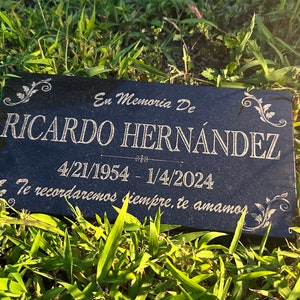 En Memoria De
RICARDO HERNÁNDEZ
4/21/1954 - 1/4/2024
Te recordaremos siempre, te amamos